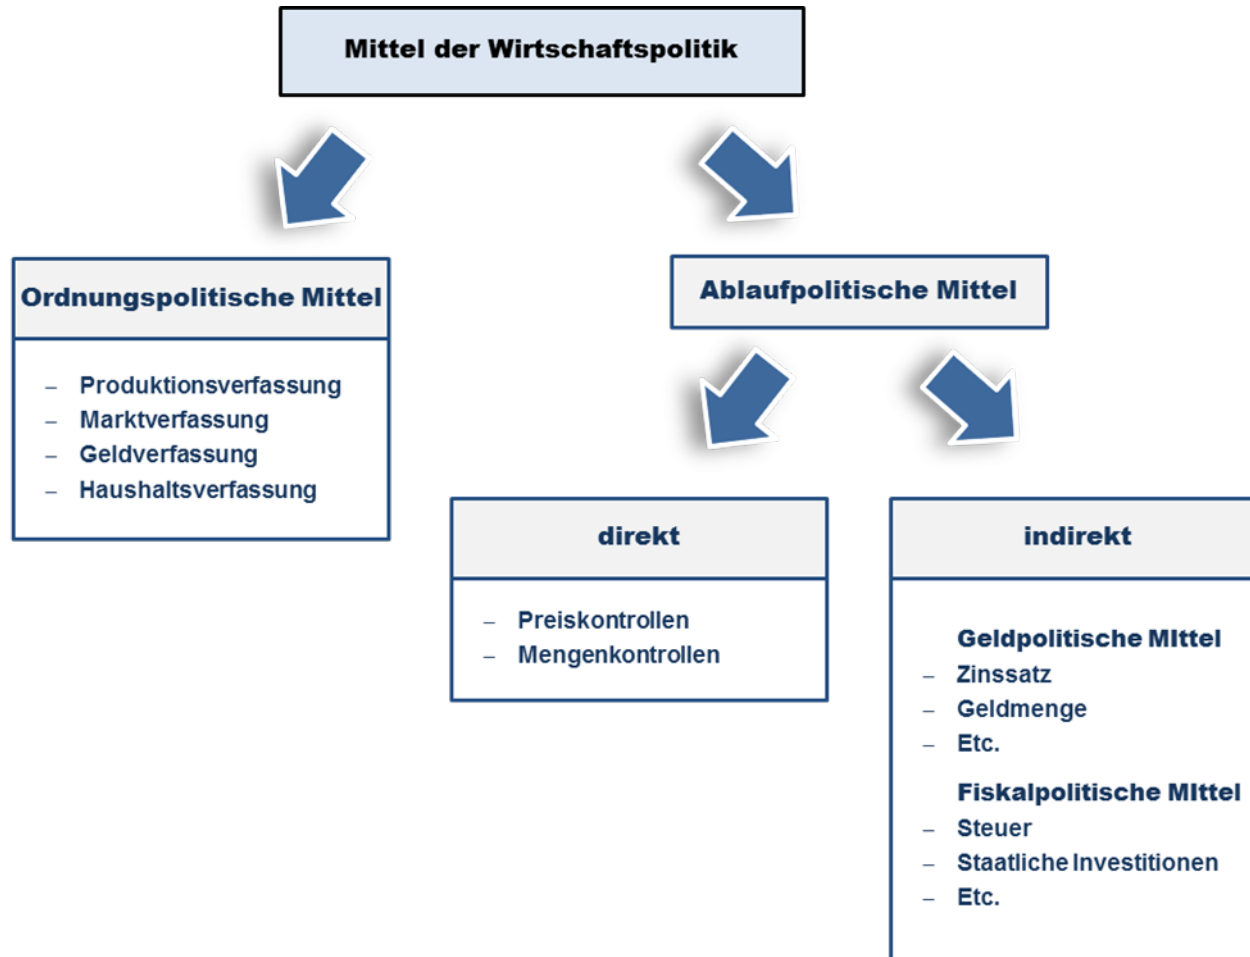 Mittel der Wirtschaftspolitik
Ordnungspolitische Mittel
– Produktionsverfassung
– Marktverfassung
– Geldverfassung
– Haushaltsverfassung
Ablaufpolitische Mittel
direkt
– Preiskontrollen
– Mengenkontrollen
indirekt
Geldpolitische MIttel
– Zinssatz
– Geldmenge
– Etc.
Fiskalpolitische MIttel
– Steuer
– Staatliche Investitionen
– Etc.